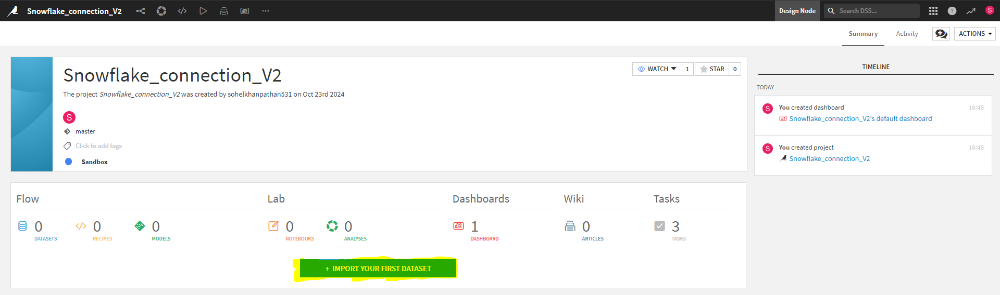 Snowflake_connection_V2
Design Node
Search DSS...
?
S
Summary
Activity
ACTIONS
Snowflake_connection_V2
WATCH 1
STAR 0
The project Snowflake_connection_V2 was created by sohelkhanpathan531 on Oct 23rd 2024
S
master
Click to add tags
Sandbox
TIMELINE
TODAY
S
You created dashboard 16:48
Snowflake_connection_V2's default dashboard
S
You created project 16:48
Snowflake_connection_V2
Flow
0
DATASETS
0
RECIPES
0
MODELS
Lab
0
NOTEBOOKS
0
ANALYSES
Dashboards
1
DASHBOARD
Wiki
0
ARTICLES
Tasks
3
TASKS
+ IMPORT YOUR FIRST DATASET